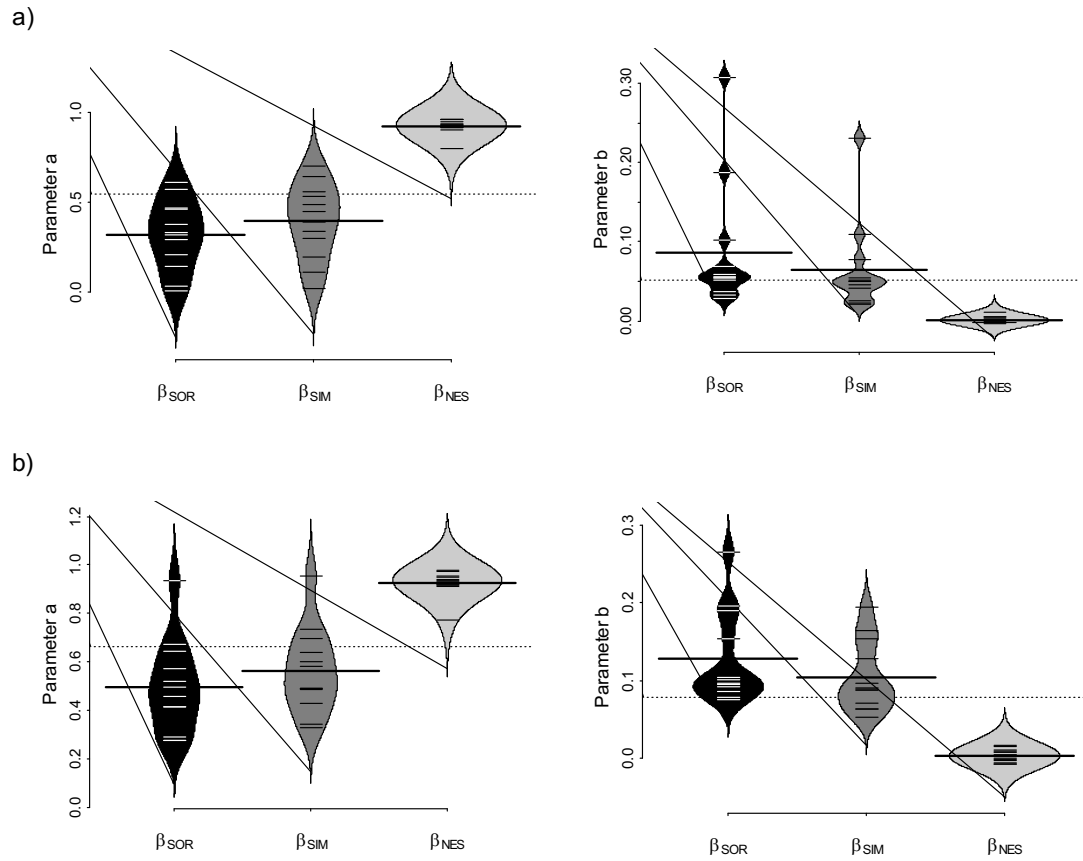 a)
Parameter a
1.0
0.5
0.0
βSOR βSIM βNES
Parameter b
0.30
0.20
0.10
0.00
βSOR βSIM βNES
b)
Parameter a
1.2
1.0
0.8
0.6
0.4
0.2
0.0
βSOR βSIM βNES
Parameter b
0.3
0.2
0.1
0.0
βSOR βSIM βNES